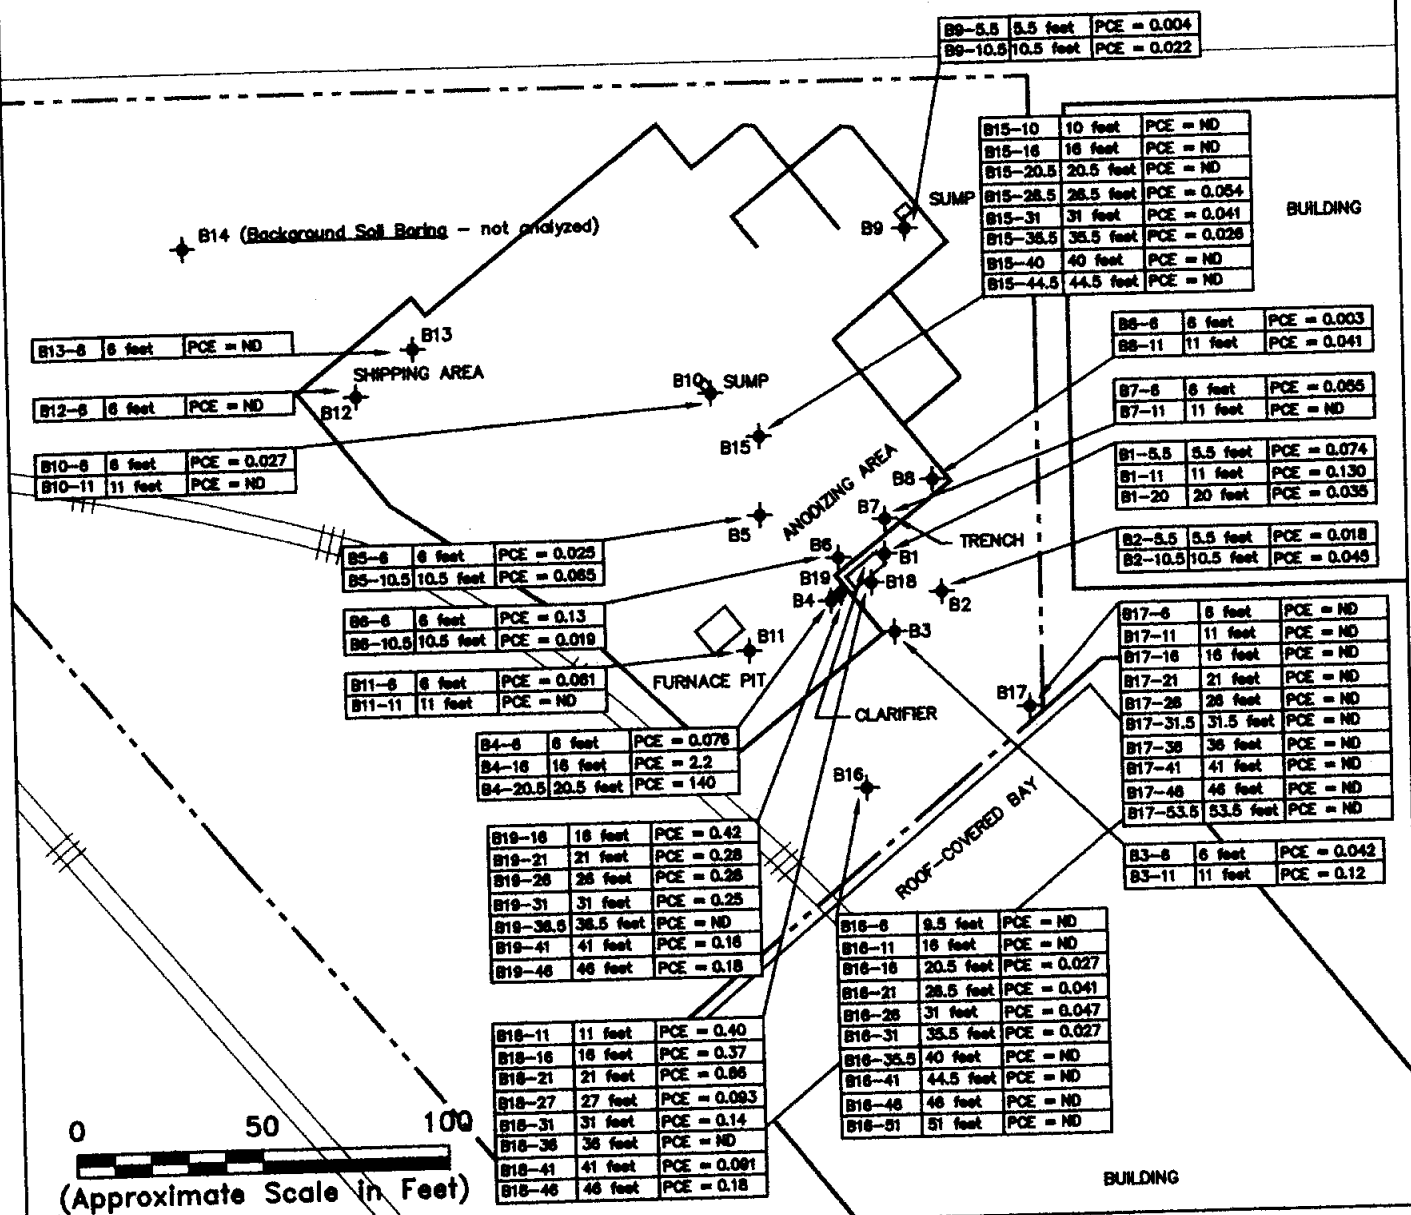 B9-5.5 5.5 feet PCE = 0.004
B9-10.5 10.5 feet PCE = 0.022
B15-10 10 feet PCE = ND
B15-16 16 feet PCE = ND
B15-20.5 20.5 feet PCE = ND
B15-26.5 26.5 feet PCE = 0.054
B15-31 31 feet PCE = 0.041
B15-35.5 35.5 feet PCE = 0.026
B15-40 40 feet PCE = ND
B15-44.5 44.5 feet PCE = ND
SUMP
B9
BUILDING
B14 (Background Soil Boring - not analyzed)
B8-6 6 feet PCE = 0.003
B8-11 11 feet PCE = 0.041
B13-6 6 feet PCE = ND
B13
SHIPPING AREA
B12-6 6 feet PCE = ND
B12
B10
SUMP
B7-6 6 feet PCE = 0.055
B7-11 11 feet PCE = ND
B15
B10-6 6 feet PCE = 0.027
B10-11 11 feet PCE = ND
B1-5.5 5.5 feet PCE = 0.074
B1-11 11 feet PCE = 0.130
B1-20 20 feet PCE = 0.035
ANODIZING AREA
B8
B7
B5
TRENCH
B2-5.5 5.5 feet PCE = 0.018
B2-10.5 10.5 feet PCE = 0.045
B5-6 6 feet PCE = 0.025
B5-10.5 10.5 feet PCE = 0.065
B6
B1
B19
B18
B4
B2
B3
B6-6 6 feet PCE = 0.13
B6-10.5 10.5 feet PCE = 0.019
B17-6 6 feet PCE = ND
B17-11 11 feet PCE = ND
B17-16 16 feet PCE = ND
B17-21 21 feet PCE = ND
B17-26 26 feet PCE = ND
B17-31.5 31.5 feet PCE = ND
B17-36 36 feet PCE = ND
B17-41 41 feet PCE = ND
B17-46 46 feet PCE = ND
B17-53.5 53.5 feet PCE = ND
B11
FURNACE PIT
B11-6 6 feet PCE = 0.061
B11-11 11 feet PCE = ND
B17
CLARIFIER
B4-6 6 feet PCE = 0.076
B4-16 16 feet PCE = 2.2
B4-20.5 20.5 feet PCE = 140
B16
ROOF-COVERED BAY
B19-16 16 feet PCE = 0.42
B19-21 21 feet PCE = 0.28
B19-26 26 feet PCE = 0.26
B19-31 31 feet PCE = 0.25
B19-36.5 36.5 feet PCE = ND
B19-41 41 feet PCE = 0.16
B19-46 46 feet PCE = 0.18
B3-6 6 feet PCE = 0.042
B3-11 11 feet PCE = 0.12
B16-6 9.5 feet PCE = ND
B16-11 16 feet PCE = ND
B16-16 20.5 feet PCE = 0.027
B16-21 26.5 feet PCE = 0.041
B16-26 31 feet PCE = 0.047
B16-31 35.5 feet PCE = 0.027
B16-35.5 40 feet PCE = ND
B16-41 44.5 feet PCE = ND
B16-46 46 feet PCE = ND
B16-51 51 feet PCE = ND
B18-11 11 feet PCE = 0.40
B18-16 16 feet PCE = 0.37
B18-21 21 feet PCE = 0.66
B18-27 27 feet PCE = 0.093
B18-31 31 feet PCE = 0.14
B18-36 36 feet PCE = ND
B18-41 41 feet PCE = 0.091
B18-46 46 feet PCE = 0.18
0 50 100
(Approximate Scale in Feet)
BUILDING